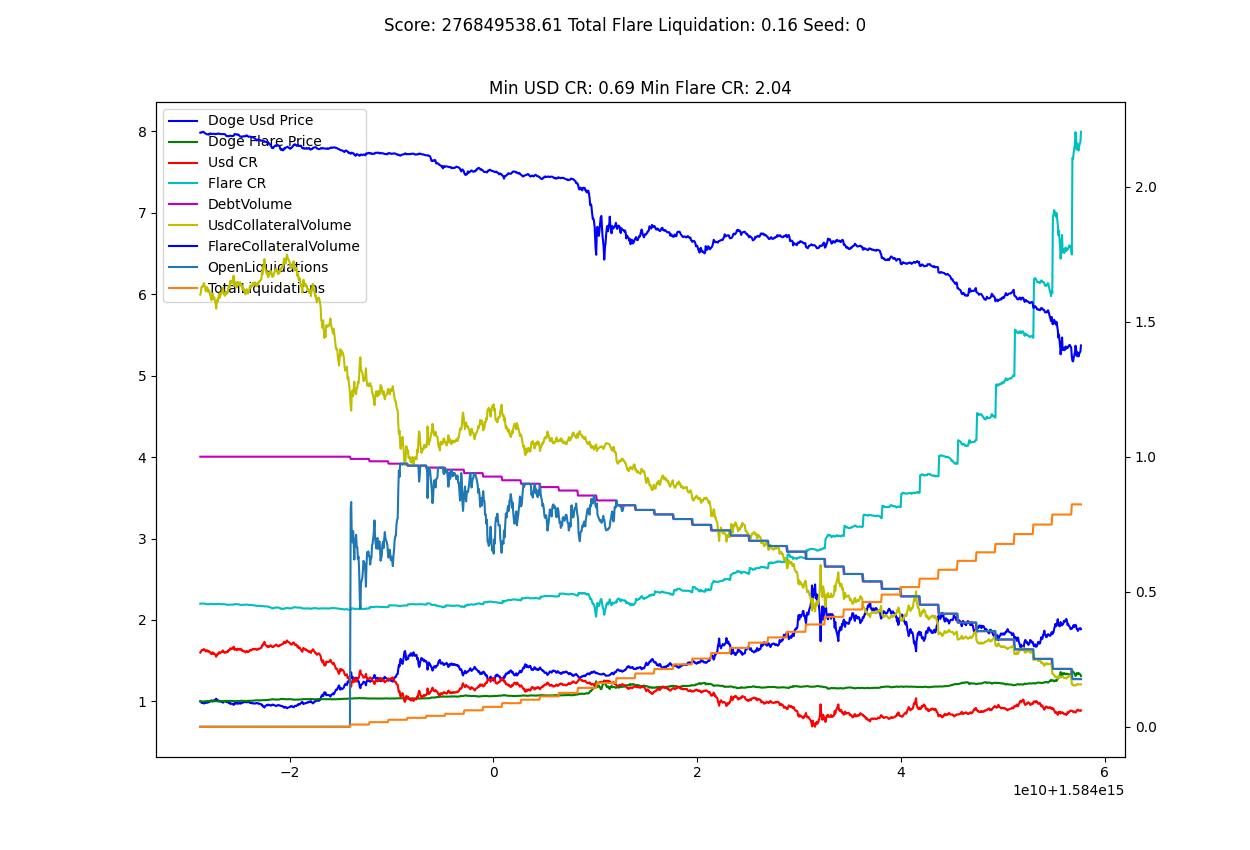 Score: 276849538.61 Total Flare Liquidation: 0.16 Seed: 0
Min USD CR: 0.69 Min Flare CR: 2.04
Doge Usd Price
Doge Flare Price
Usd CR
Flare CR
DebtVolume
UsdCollateralVolume
FlareCollateralVolume
OpenLiquidations
TotalLiquidations
8
7
6
5
4
3
2
1
2.0
1.5
1.0
0.5
0.0
−2
0
2
4
6
1e10+1.584e15